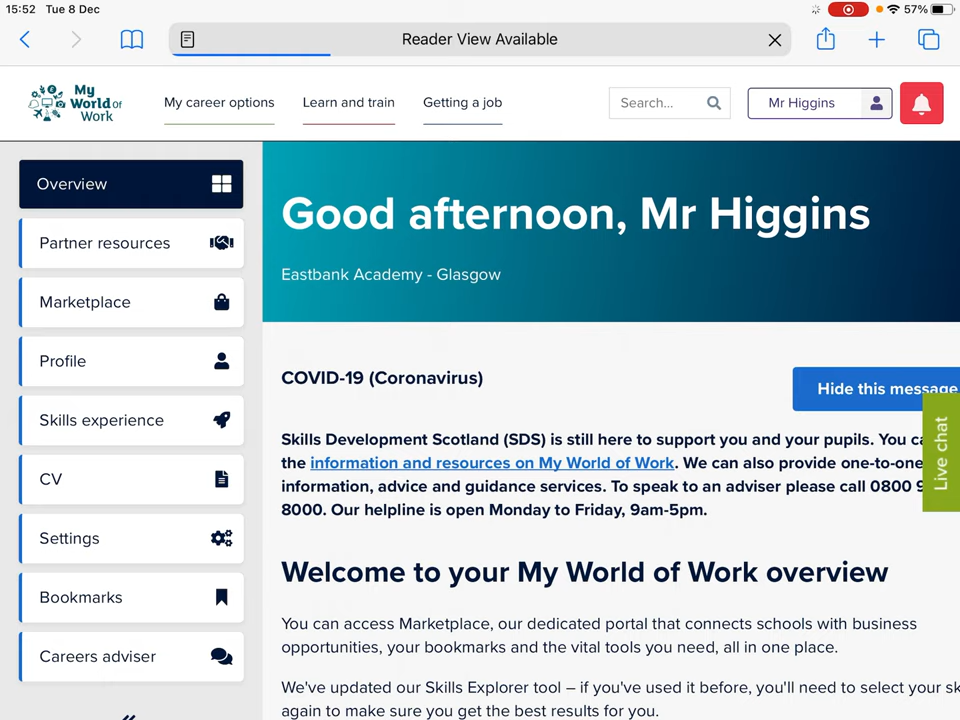 15:52 Tue 8 Dec
57%
Reader View Available
My
World of
Work
My career options
Learn and train
Getting a job
Search...
Mr Higgins
Overview
Partner resources
Marketplace
Profile
Skills experience
CV
Settings
Bookmarks
Careers adviser
Good afternoon, Mr Higgins
Eastbank Academy - Glasgow
COVID-19 (Coronavirus)
Hide this message
Skills Development Scotland (SDS) is still here to support you and your pupils. You
the information and resources on My World of Work. We can also provide one-to-one
information, advice and guidance services. To speak to an adviser please call 0800
8000. Our helpline is open Monday to Friday, 9am-5pm.
Live chat
Welcome to your My World of Work overview
You can access Marketplace, our dedicated portal that connects schools with business
opportunities, your bookmarks and the vital tools you need, all in one place.
We've updated our Skills Explorer tool – if you've used it before, you'll need to select your
again to make sure you get the best results for you.